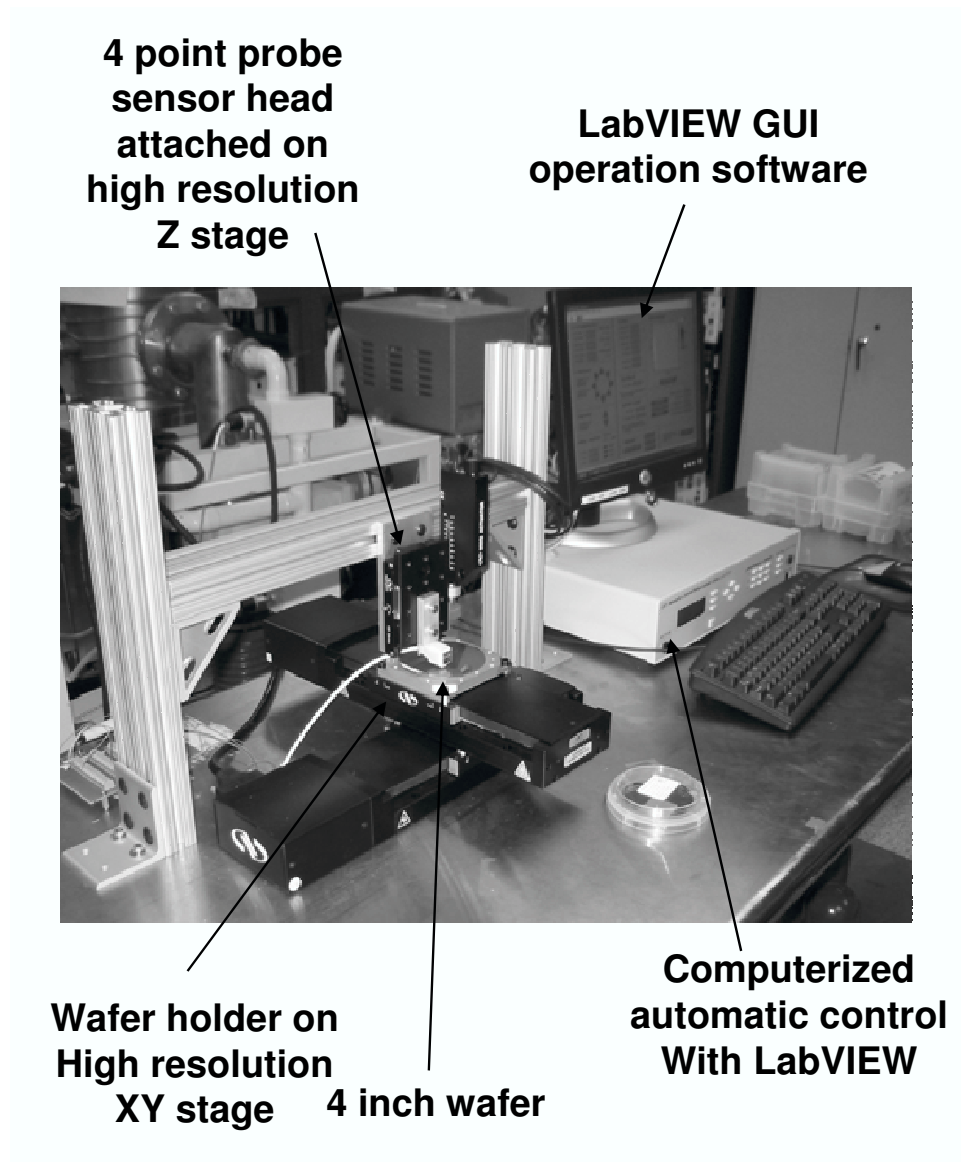 4 point probe
sensor head
attached on
high resolution
Z stage
LabVIEW GUI
operation software
Wafer holder on
High resolution
XY stage
4 inch wafer
Computerized
automatic control
With LabVIEW